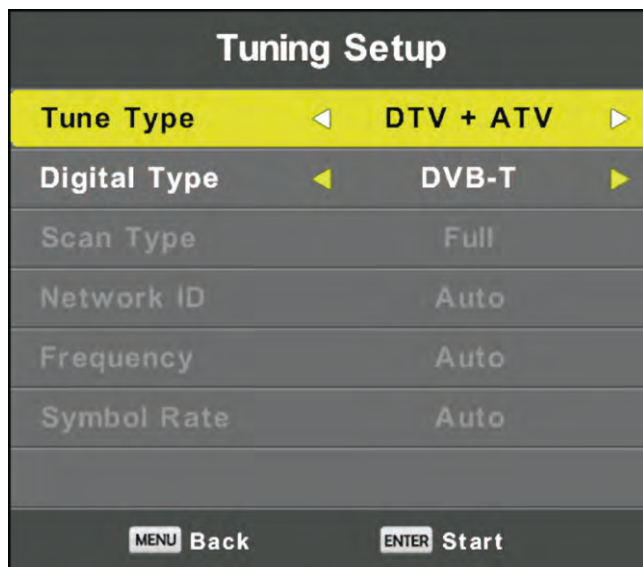 Tuning Setup
Tune Type DTV + ATV
Digital Type DVB-T
Scan Type Full
Network ID Auto
Frequency Auto
Symbol Rate Auto
MENU Back ENTER Start